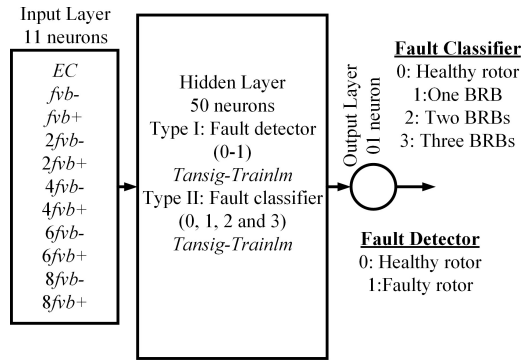 Input Layer
11 neurons
EC
fvb-
fvb+
2fvb-
2fvb+
4fvb-
4fvb+
6fvb-
6fvb+
8fvb-
8fvb+
Hidden Layer
50 neurons
Type I: Fault detector
(0-1)
Tansig-Trainlm
Type II: Fault classifier
(0, 1, 2 and 3)
Tansig-Trainlm
Output Layer
01 neuron
Fault Classifier
0: Healthy rotor
1:One BRB
2: Two BRBs
3: Three BRBs
Fault Detector
0: Healthy rotor
1:Faulty rotor